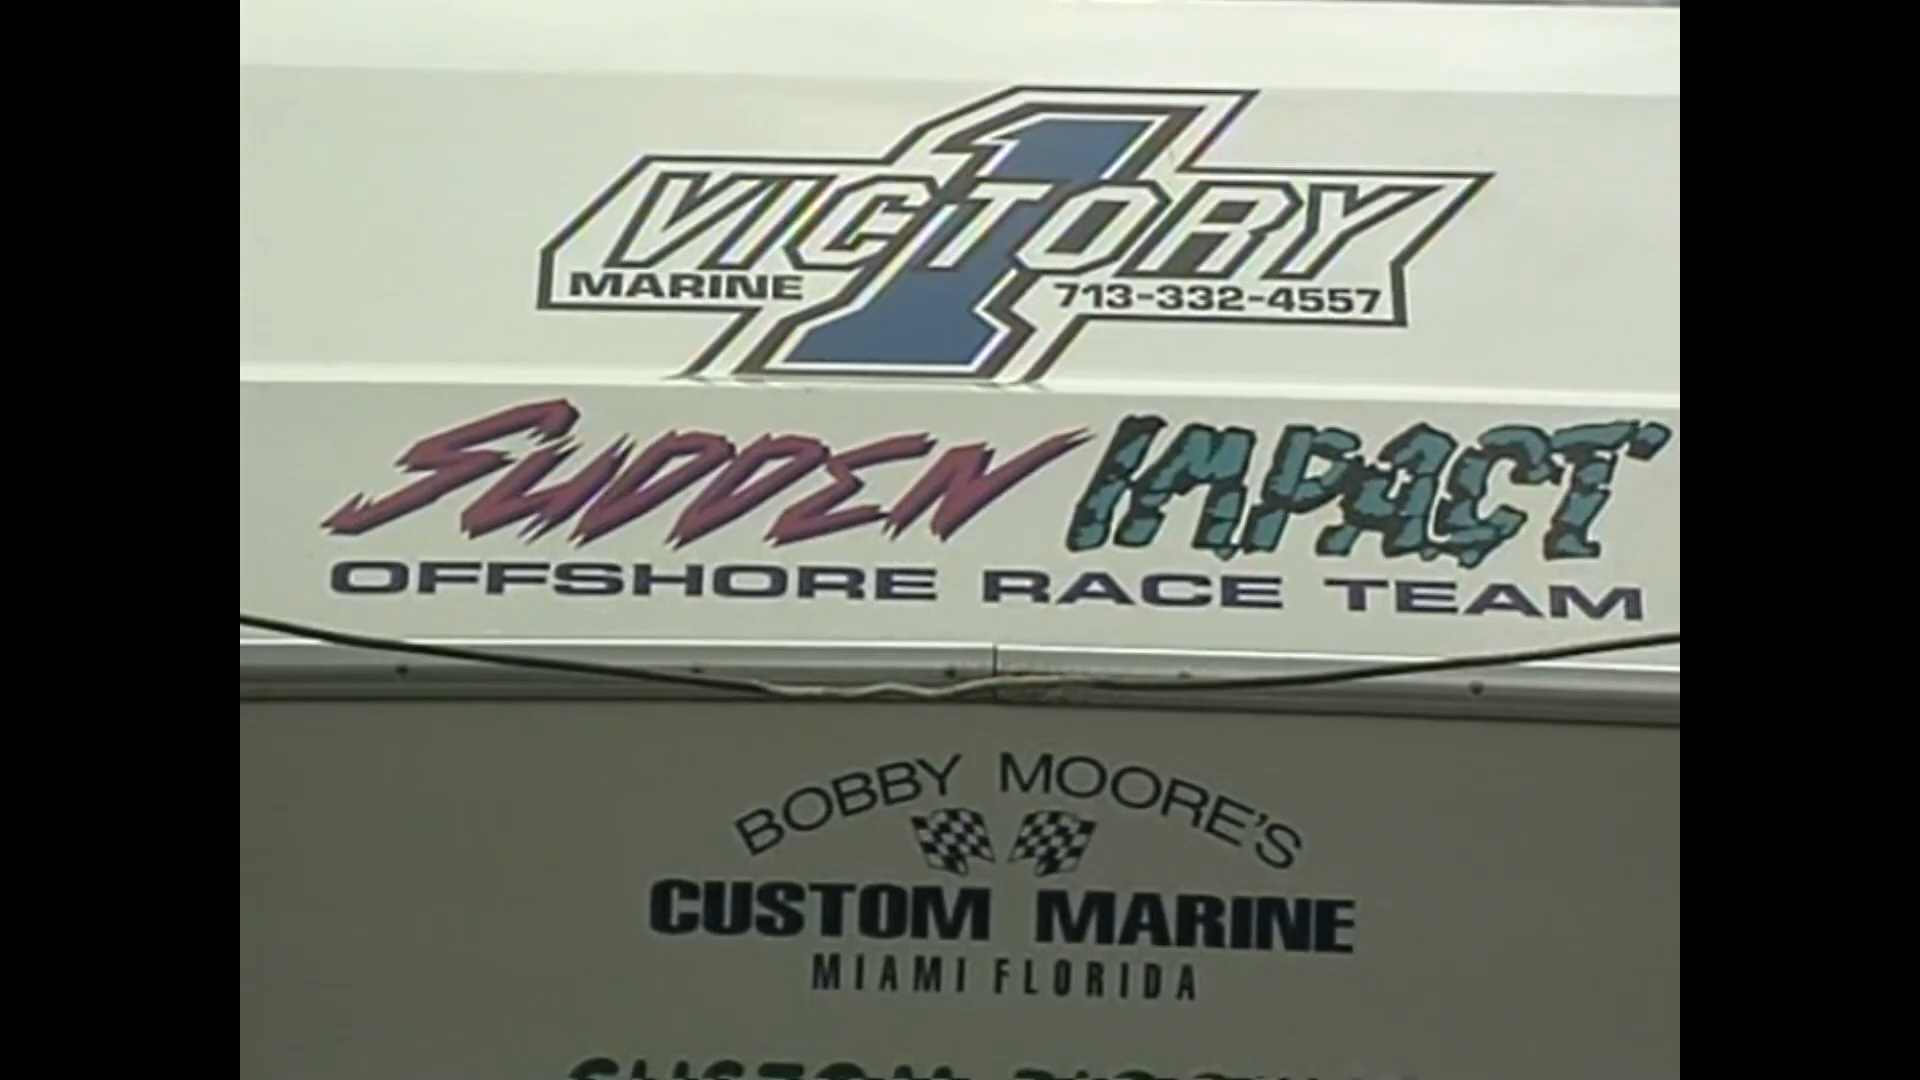 1
VICTORY
MARINE 713-332-4557
SUDDEN IMPACT
OFFSHORE RACE TEAM
BOBBY MOORE'S
CUSTOM MARINE
MIAMI FLORIDA